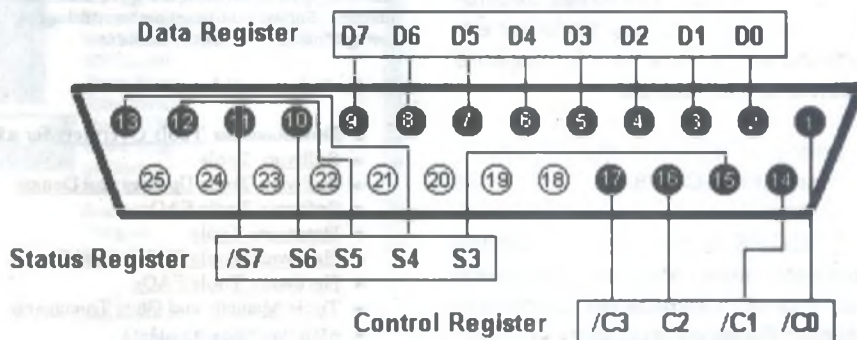 Data Register D7 D6 D5 D4 D3 D2 D1 D0
13 12 11 10 9 8 7 6 5 4 3 2 1
25 24 23 22 21 20 19 18 17 16 15 14
Status Register /S7 S6 S5 S4 S3
Control Register /C3 C2 /C1 /C0